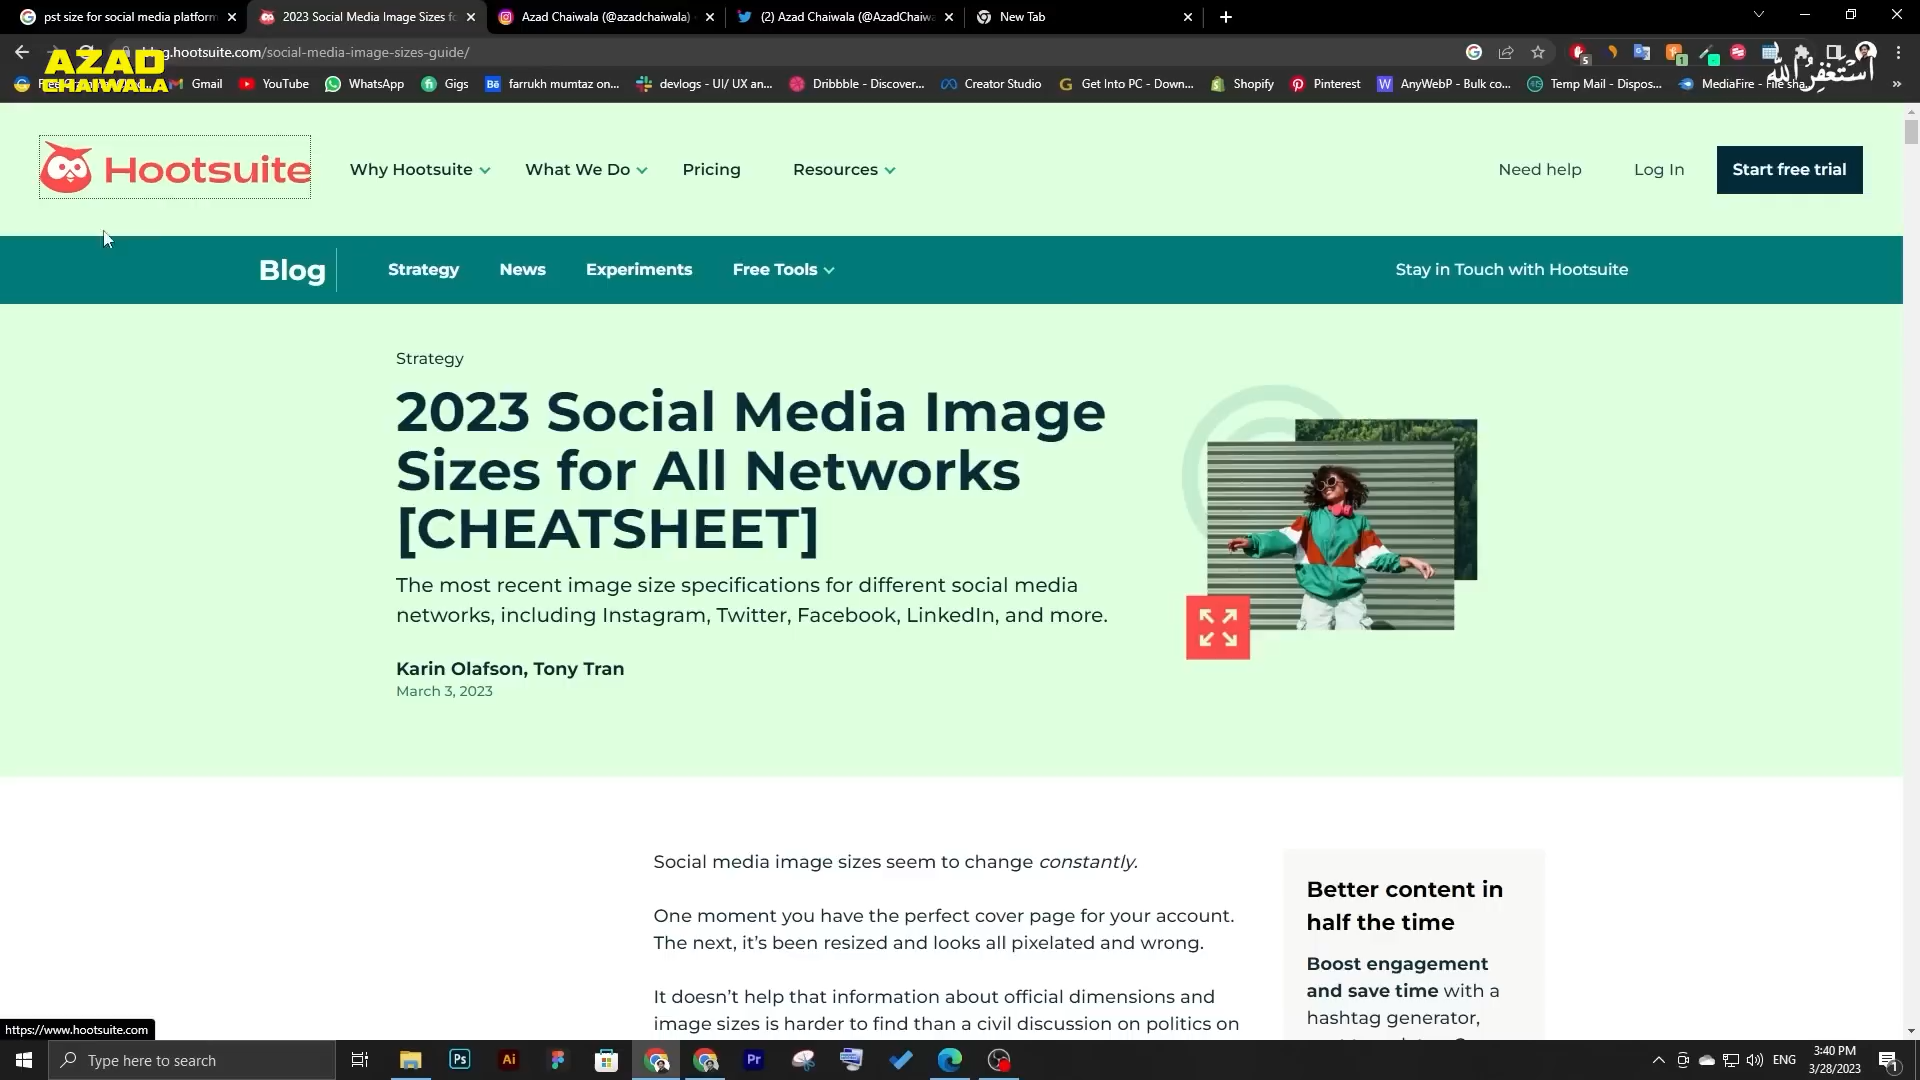 pst size for social media platform
2023 Social Media Image Sizes fo
Azad Chaiwala (@azadchaiwala)
(2) Azad Chaiwala (@AzadChaiwa
New Tab
.hootsuite.com/social-media-image-sizes-guide/
AZAD
CHAIWALA
أستغفر الله
Gmail
YouTube
WhatsApp
Gigs
farrukh mumtaz on...
devlogs - UI/ UX an...
Dribbble - Discover...
Creator Studio
Get Into PC - Down...
Shopify
Pinterest
AnyWebP - Bulk co...
Temp Mail - Dispos...
MediaFire - File sha...
Hootsuite
Why Hootsuite
What We Do
Pricing
Resources
Need help
Log In
Start free trial
Blog
Strategy
News
Experiments
Free Tools
Stay in Touch with Hootsuite
Strategy
2023 Social Media Image
Sizes for All Networks
[CHEATSHEET]
The most recent image size specifications for different social media
networks, including Instagram, Twitter, Facebook, LinkedIn, and more.
Karin Olafson, Tony Tran
March 3, 2023
Social media image sizes seem to change constantly.
One moment you have the perfect cover page for your account.
The next, it's been resized and looks all pixelated and wrong.
It doesn't help that information about official dimensions and
image sizes is harder to find than a civil discussion on politics on
Better content in
half the time
Boost engagement
and save time with a
hashtag generator,
https://www.hootsuite.com
Type here to search
Ps
Ai
Pr
ENG
3:40 PM
3/28/2023